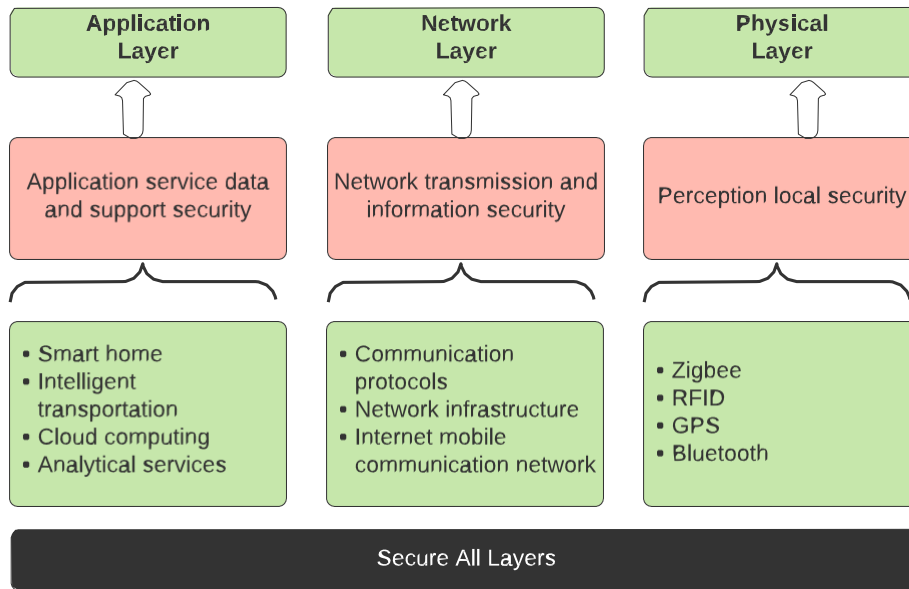 Application
Layer
Network
Layer
Physical
Layer
Application service data
and support security
Network transmission and
information security
Perception local security
▪ Smart home
▪ Intelligent
transportation
▪ Cloud computing
▪ Analytical services
▪ Communication
protocols
▪ Network infrastructure
▪ Internet mobile
communication network
▪ Zigbee
▪ RFID
▪ GPS
▪ Bluetooth
Secure All Layers